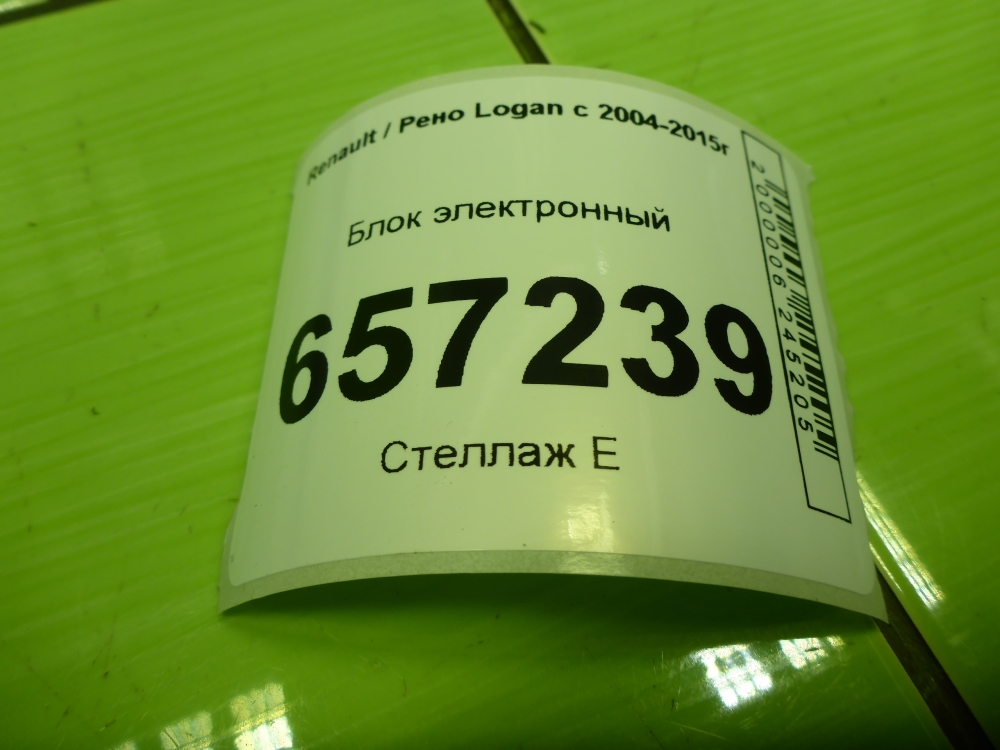 Renault / Рено Logan с 2004-2015г
Блок электронный
657239
Стеллаж Е
2000006245205